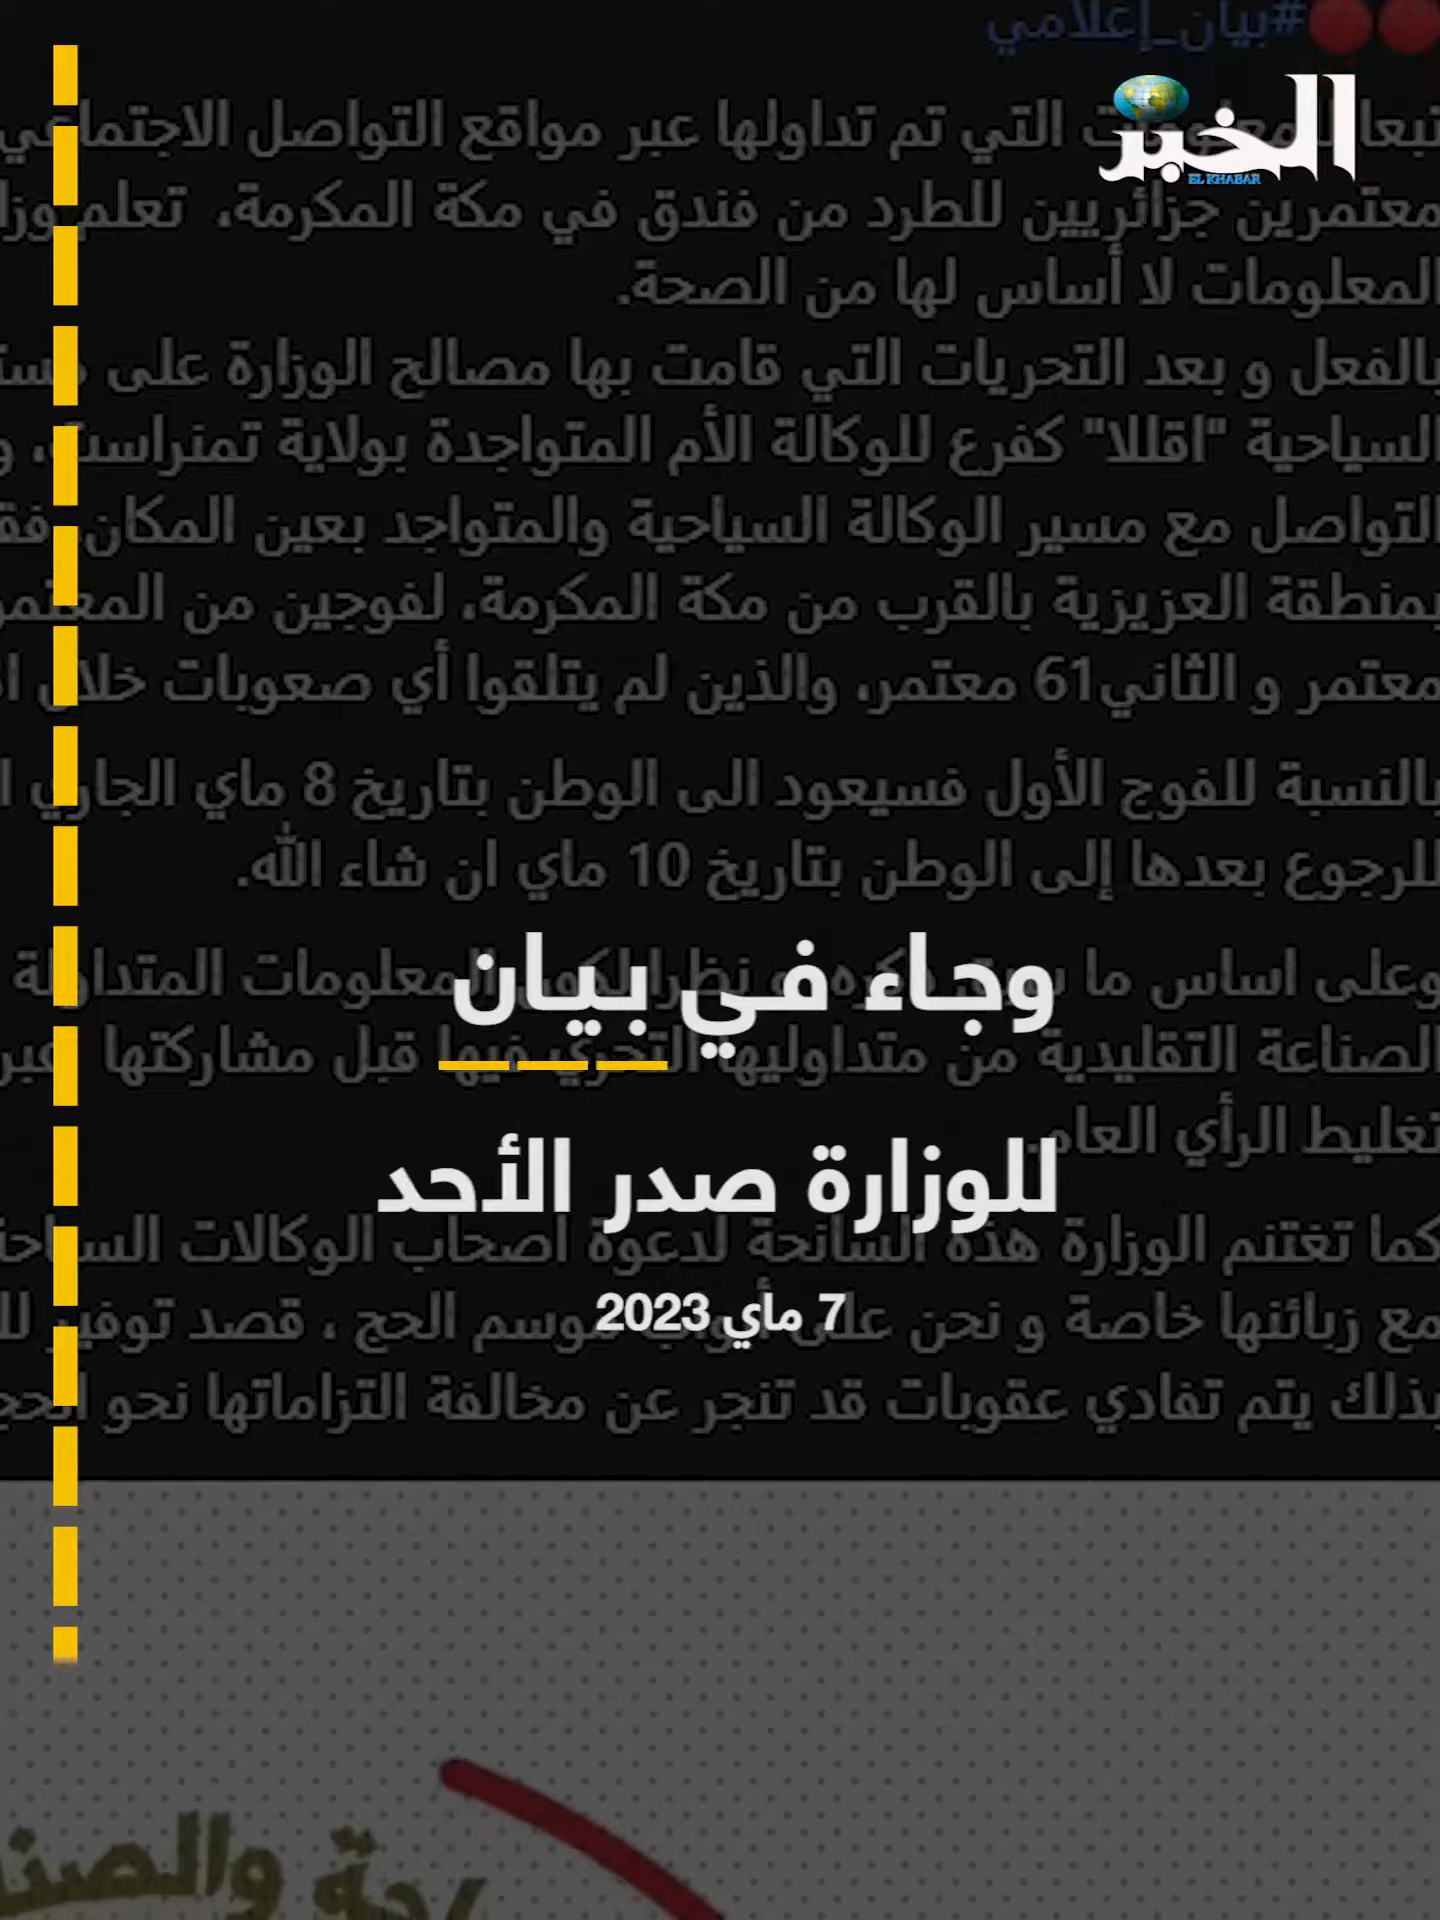 #بيان_إعلامي
الخبر
EL KHABAR
تبعا التي تم تداولها عبر مواقع التواصل الاجتماعي
معتمرين جزائريين للطرد من فندق في مكة المكرمة، تعلم
المعلومات لا أساس لها من الصحة.
بالفعل و بعد التحريات التي قامت بها مصالح الوزارة على
السياحية "اقللا" كفرع للوكالة الأم المتواجدة بولاية تمنراست، و
التواصل مع مسير الوكالة السياحية والمتواجد بعين المكان،
بمنطقة العزيزية بالقرب من مكة المكرمة، لفوجين من
معتمر و الثاني61 معتمر، والذين لم يتلقوا أي صعوبات خلال
بالنسبة للفوج الأول فسيعود الى الوطن بتاريخ 8 ماي الجاري
للرجوع بعدها إلى الوطن بتاريخ 10 ماي ان شاء الله.
وجاء في بيان
وعلى اساس ما نظرا المعلومات المتداولة
الصناعة التقليدية من متداوليها التحري فيها قبل مشاركتها عبر
تغليط الرأي العام.
للوزارة صدر الأحد
كما تغتنم الوزارة هذه السانحة لدعوة أصحاب الوكالات
7 ماي 2023
مع زبائنها خاصة و نحن على موسم الحج ، قصد توفير
بذلك يتم تفادي عقوبات قد تنجر عن مخالفة التزاماتها نحو